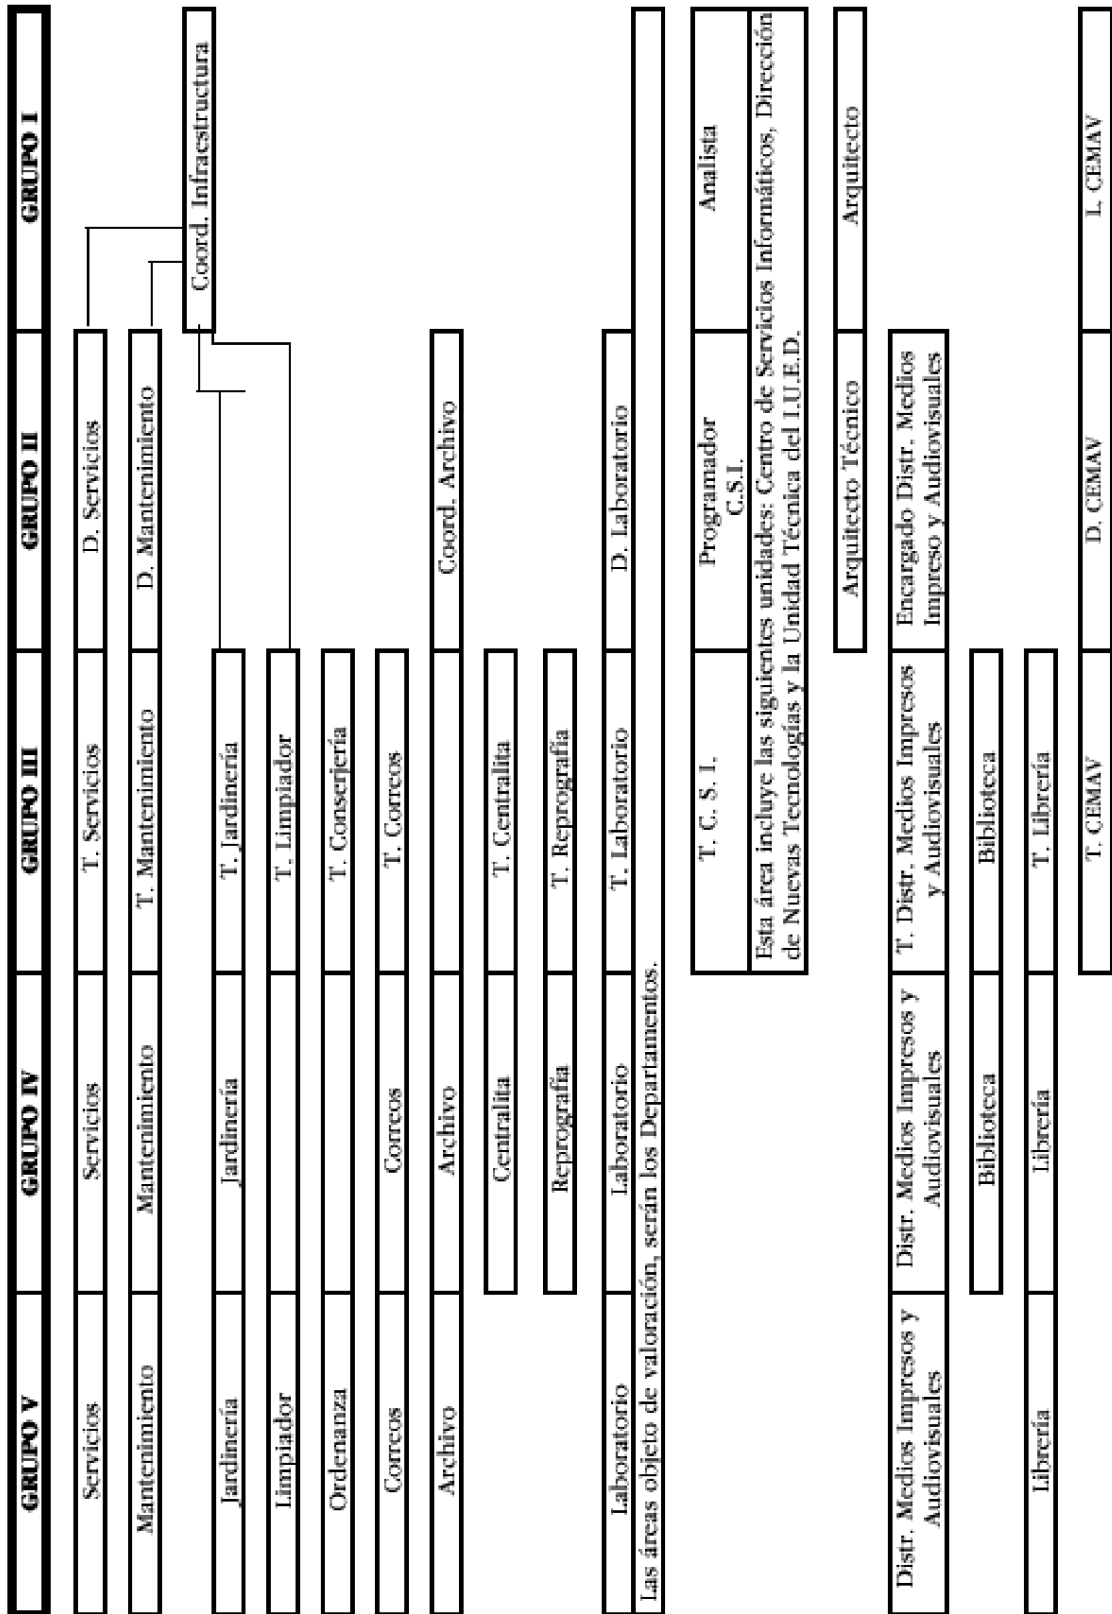 GRUPO V GRUPO IV GRUPO III GRUPO II GRUPO I
Servicios Servicios T. Servicios D. Servicios
Mantenimiento Mantenimiento T. Mantenimiento D. Mantenimiento
Coord. Infraestructura
Jardinería Jardinería T. Jardinería
Limpiador T. Limpiador
Ordenanza T. Conserjería
Correos Correos T. Correos
Archivo Archivo Coord. Archivo
Centralita T. Centralita
Reprografía T. Reprografía
Laboratorio Laboratorio T. Laboratorio D. Laboratorio
Las áreas objeto de valoración, serán los Departamentos.
T. C. S. I. Programador Analista
C.S.I.
Esta área incluye las siguientes unidades: Centro de Servicios Informáticos, Dirección
de Nuevas Tecnologías y la Unidad Técnica del I.U.E.D.
Arquitecto Técnico Arquitecto
Distr. Medios Impresos y Distr. Medios Impresos y T. Distr. Medios Impresos Encargado Distr. Medios
Audiovisuales Audiovisuales y Audiovisuales Impreso y Audiovisuales
Biblioteca Biblioteca
Librería Librería T. Librería
T. CEMAV D. CEMAV L. CEMAV